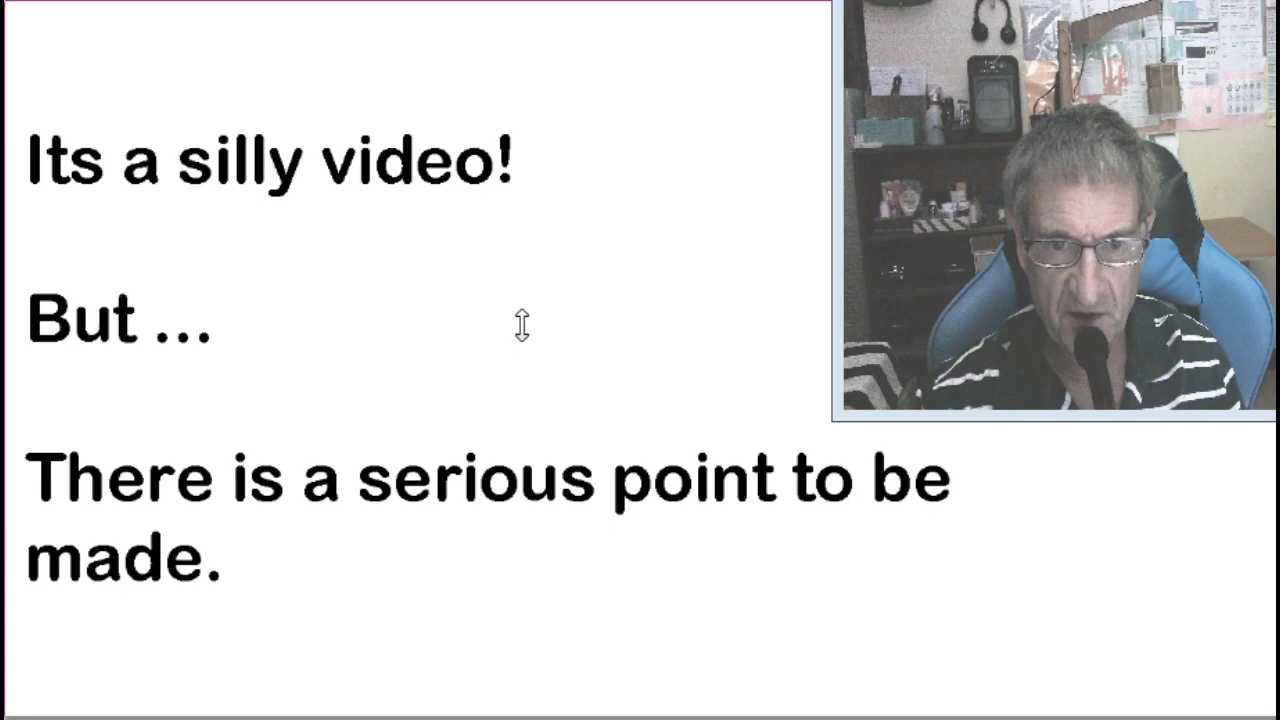 Its a silly video!
But ...
There is a serious point to be
made.